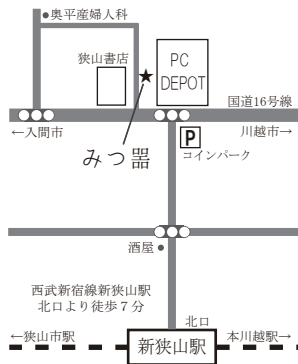 奥平産婦人科
狭山書店
PC
DEPOT
国道16号線
←入間市
川越市→
P
コインパーク
みつ器
酒屋
西武新宿線新狭山駅
北口より徒歩７分
北口
←狭山市駅
新狭山駅
本川越駅→